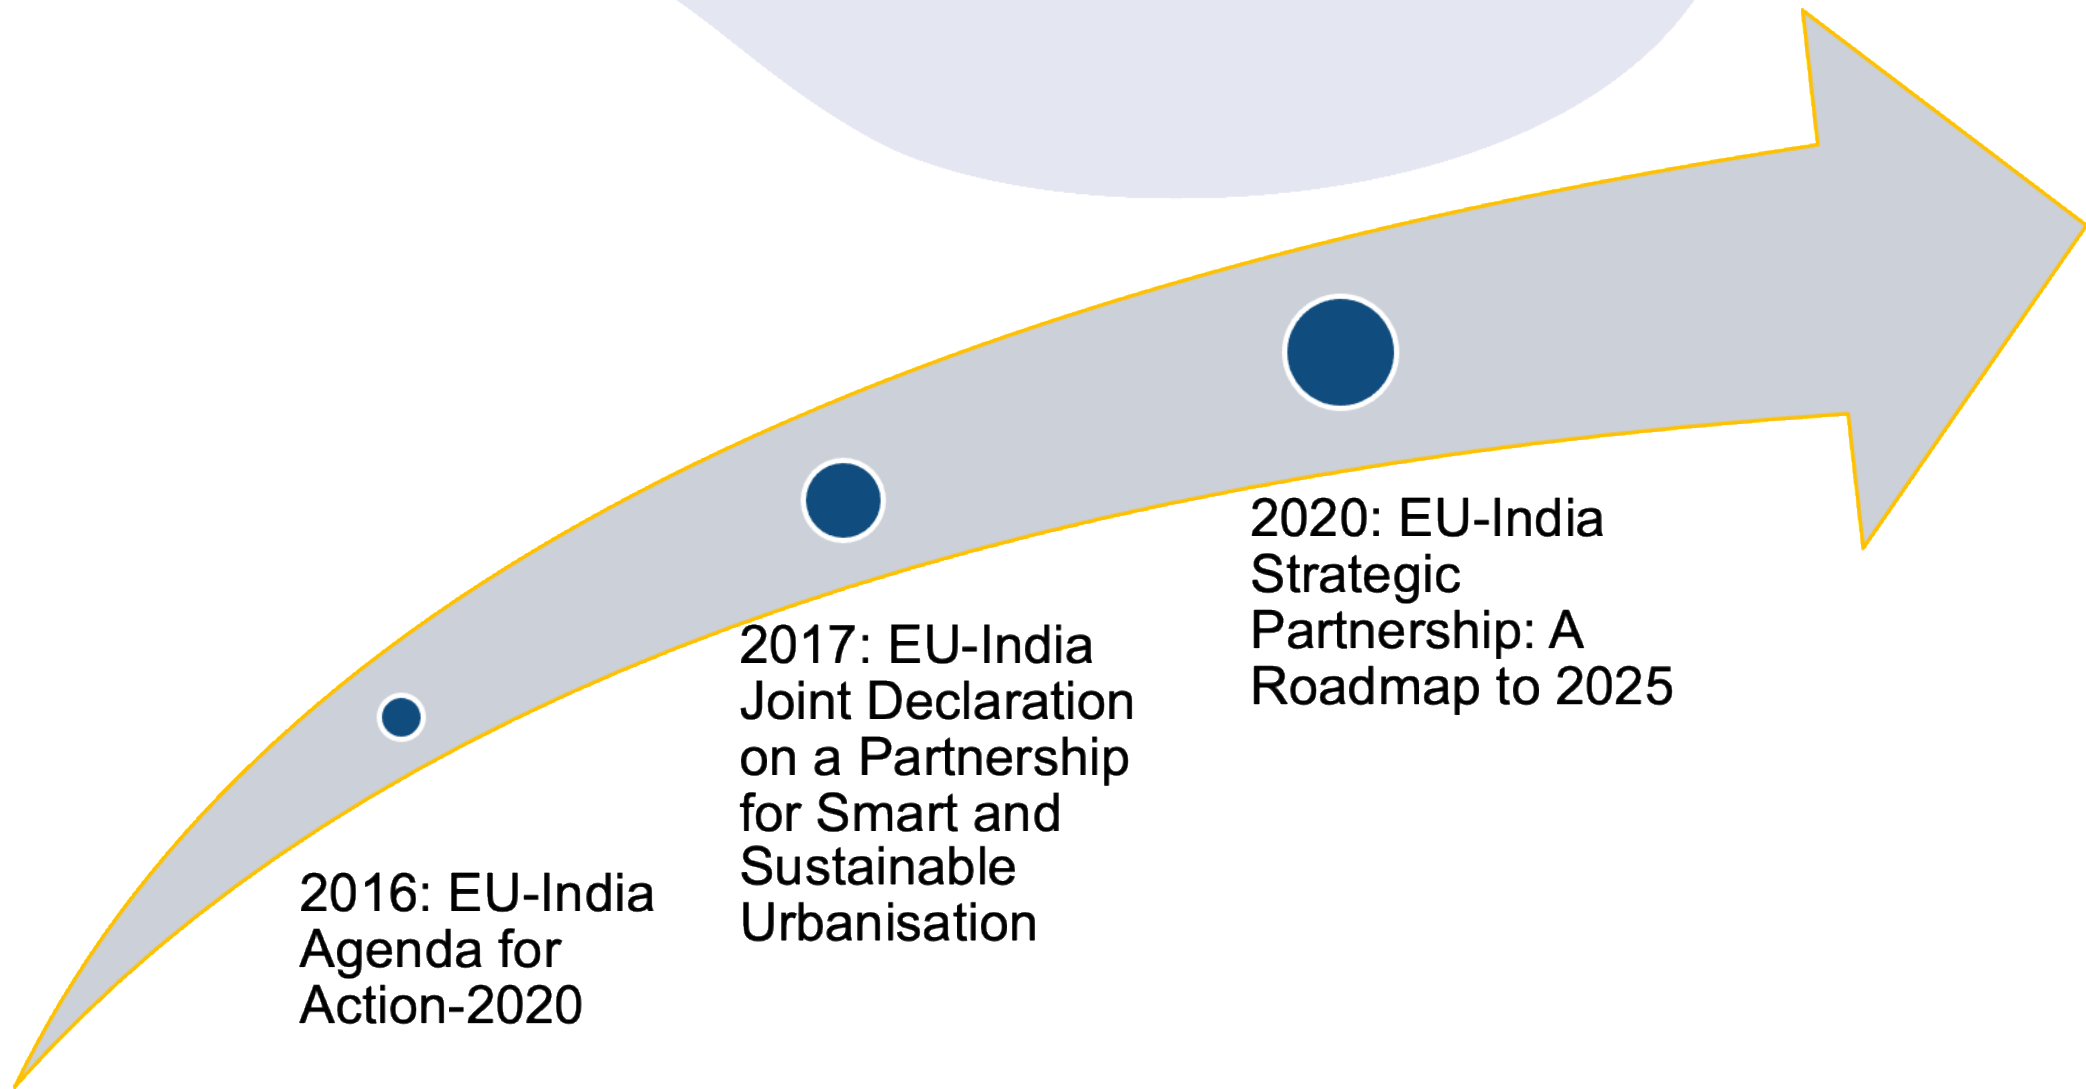 2016: EU-India
Agenda for
Action-2020
2017: EU-India
Joint Declaration
on a Partnership
for Smart and
Sustainable
Urbanisation
2020: EU-India
Strategic
Partnership: A
Roadmap to 2025